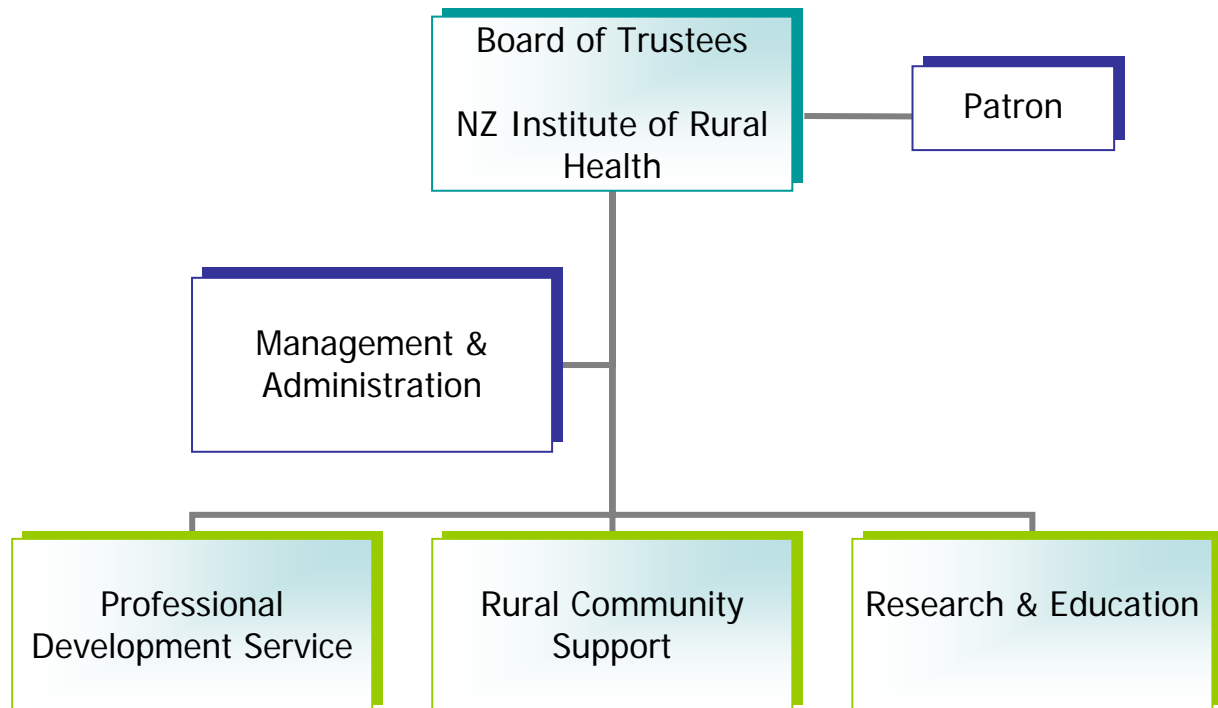 Board of Trustees
NZ Institute of Rural
Health
Patron
Management &
Administration
Professional
Development Service
Rural Community
Support
Research & Education